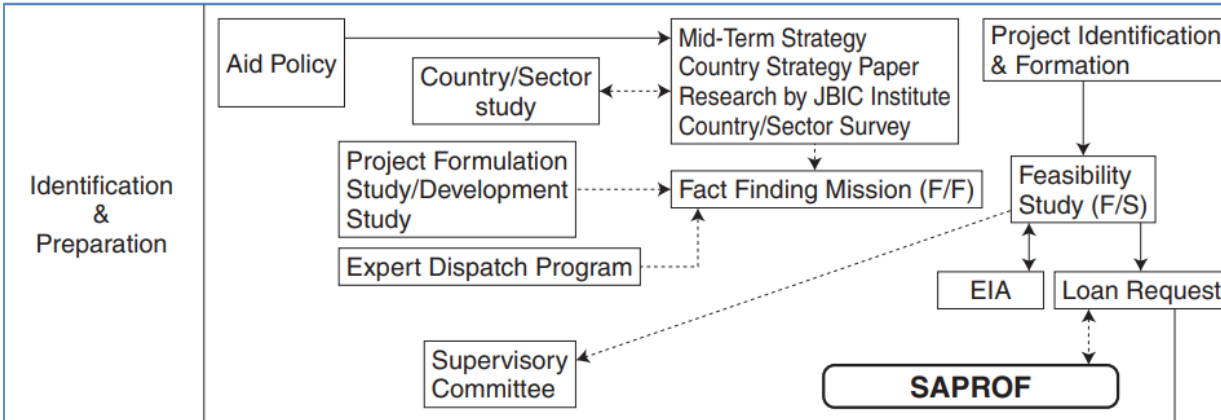 Identification
&
Preparation
Aid Policy
Country/Sector
study
Mid-Term Strategy
Country Strategy Paper
Research by JBIC Institute
Country/Sector Survey
Project Identification
& Formation
Project Formulation
Study/Development
Study
Fact Finding Mission (F/F)
Feasibility
Study (F/S)
Expert Dispatch Program
EIA
Loan Request
Supervisory
Committee
SAPROF